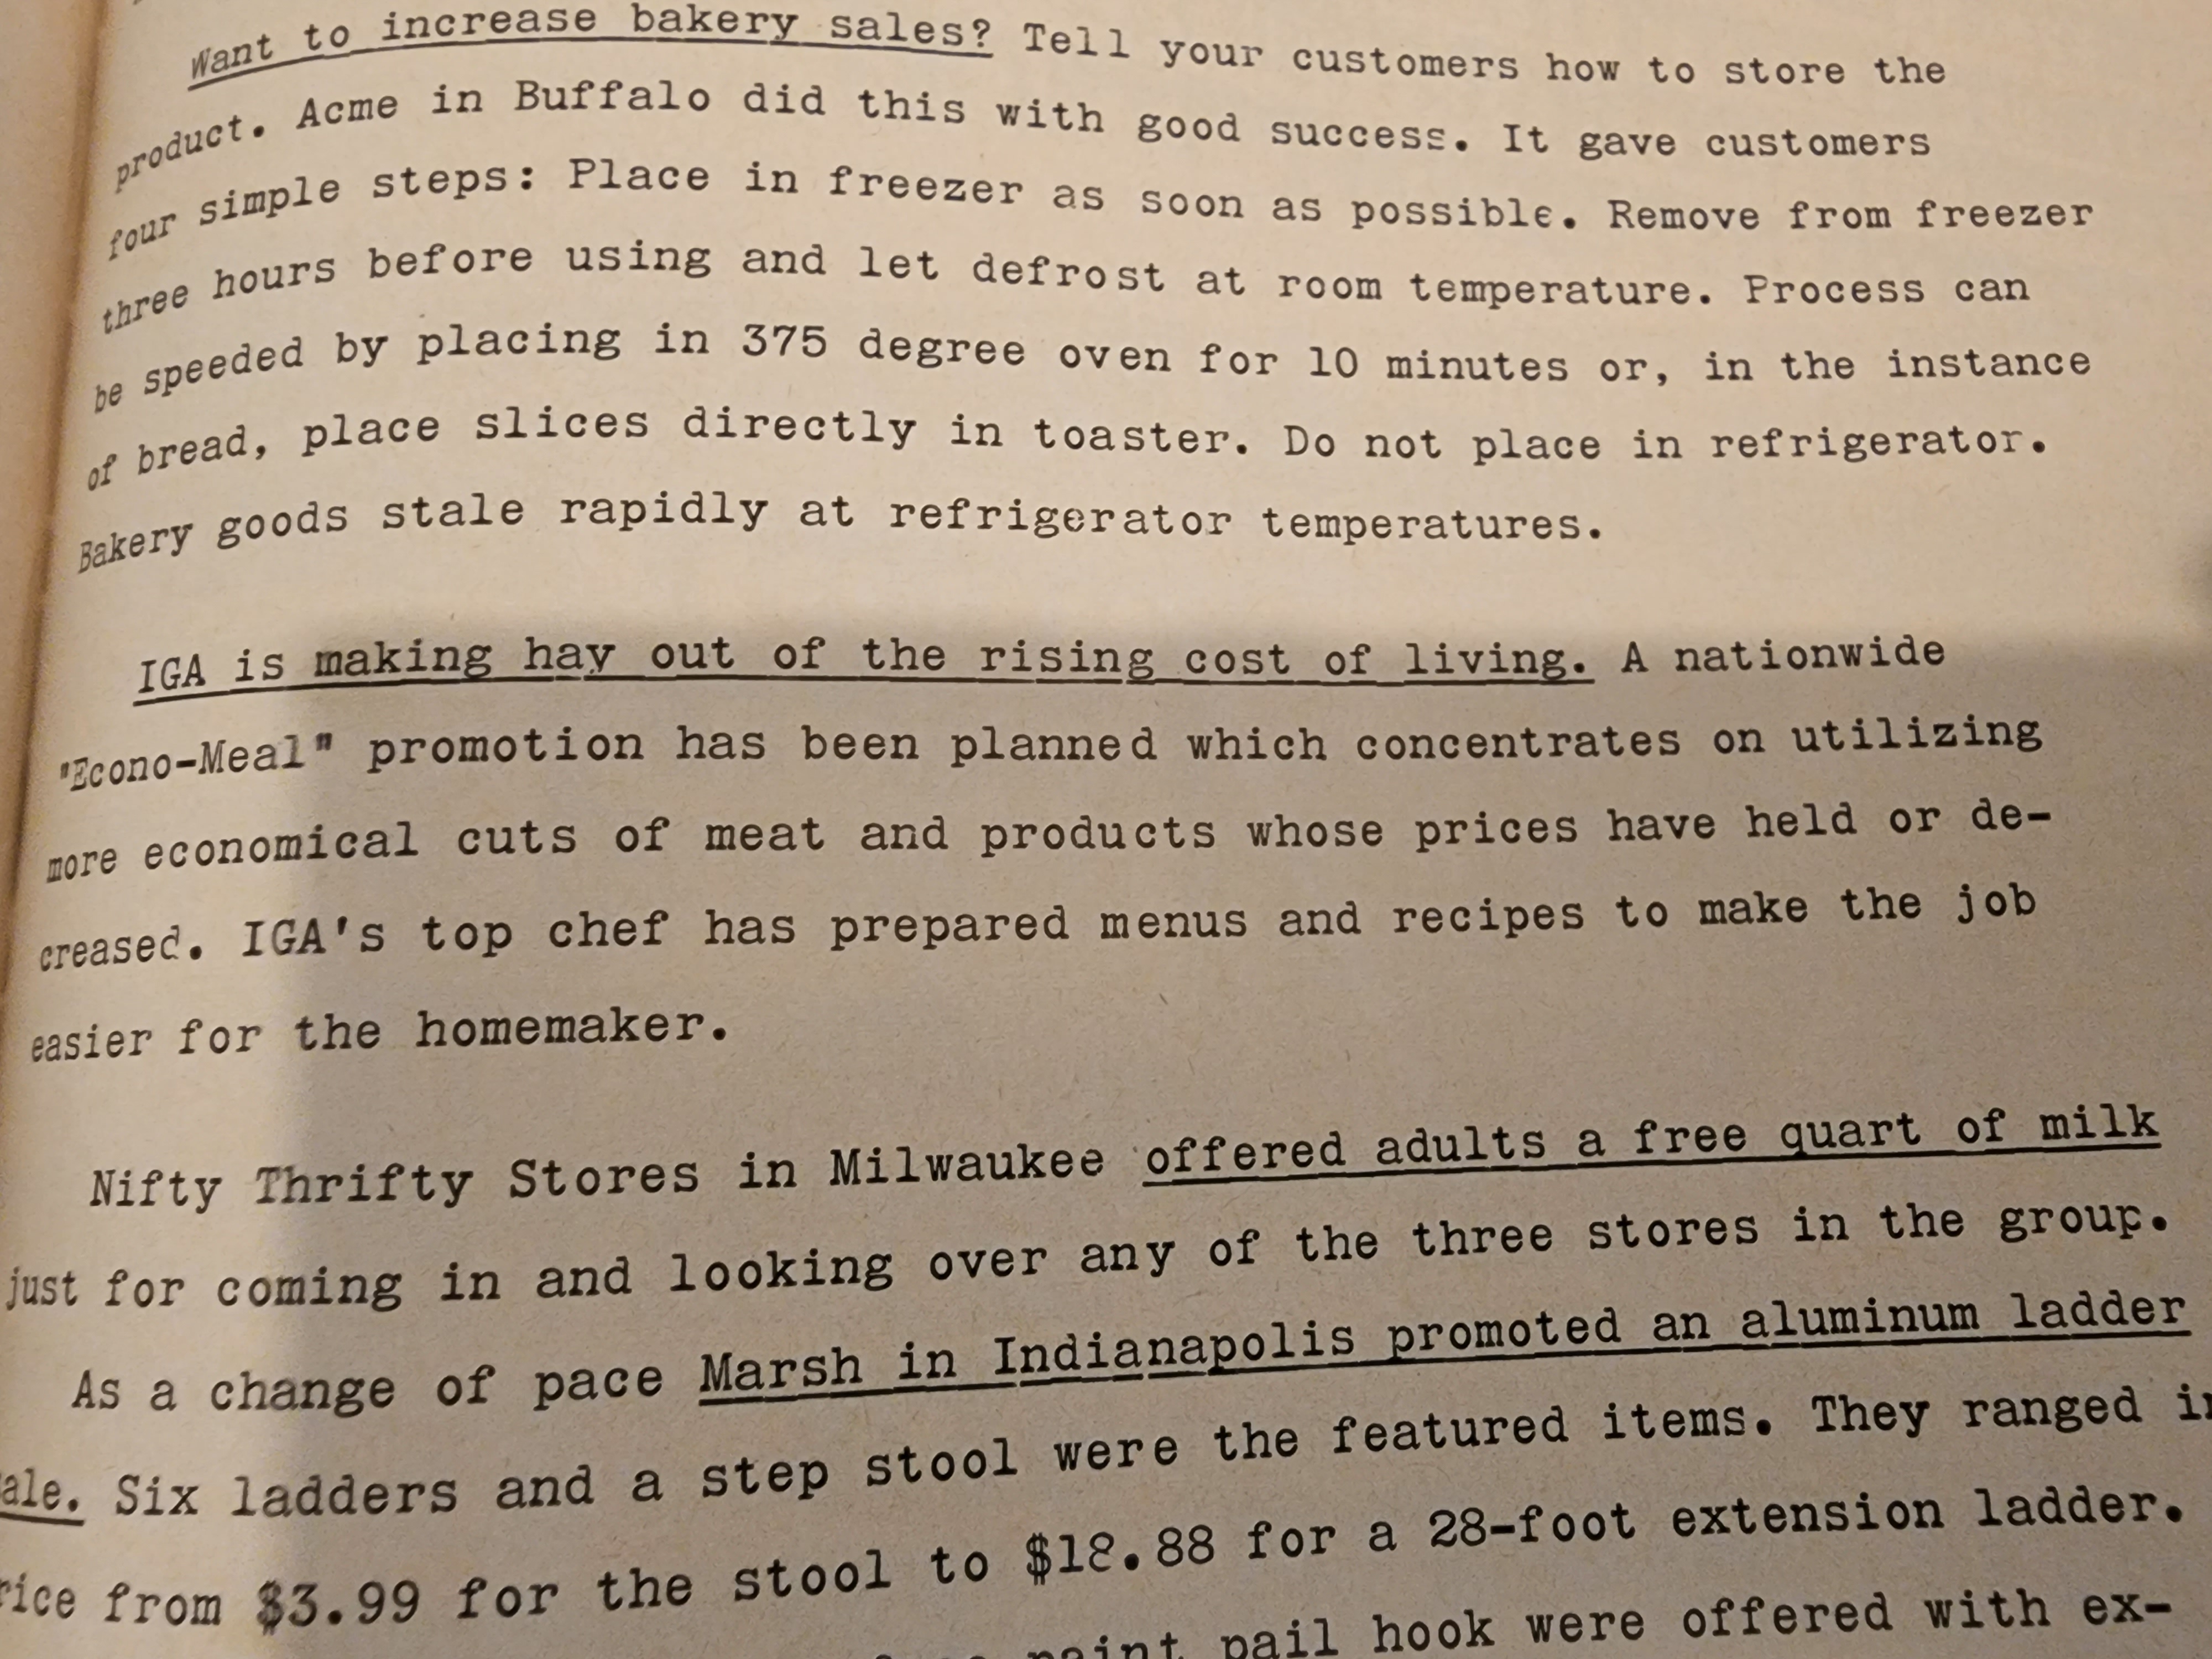 Want to increase bakery sales? Tell your customers how to store the
product. Acme in Buffalo did this with good success. It gave customers
four simple steps: Place in freezer as soon as possible. Remove from freezer
three hours before using and let defrost at room temperature. Process can
be speeded by placing in 375 degree oven for 10 minutes or, in the instance
of bread, place slices directly in toaster. Do not place in refrigerator.
Bakery goods stale rapidly at refrigerator temperatures.
IGA is making hay out of the rising cost of living. A nationwide
"Econo-Meal" promotion has been planned which concentrates on utilizing
more economical cuts of meat and products whose prices have held or de-
creased. IGA's top chef has prepared menus and recipes to make the job
easier for the homemaker.
Nifty Thrifty Stores in Milwaukee offered adults a free quart of milk
just for coming in and looking over any of the three stores in the group.
As a change of pace Marsh in Indianapolis promoted an aluminum ladder
ale. Six ladders and a step stool were the featured items. They ranged in
rice from $3.99 for the stool to $18.88 for a 28-foot extension ladder.
paint pail hook were offered with ex-